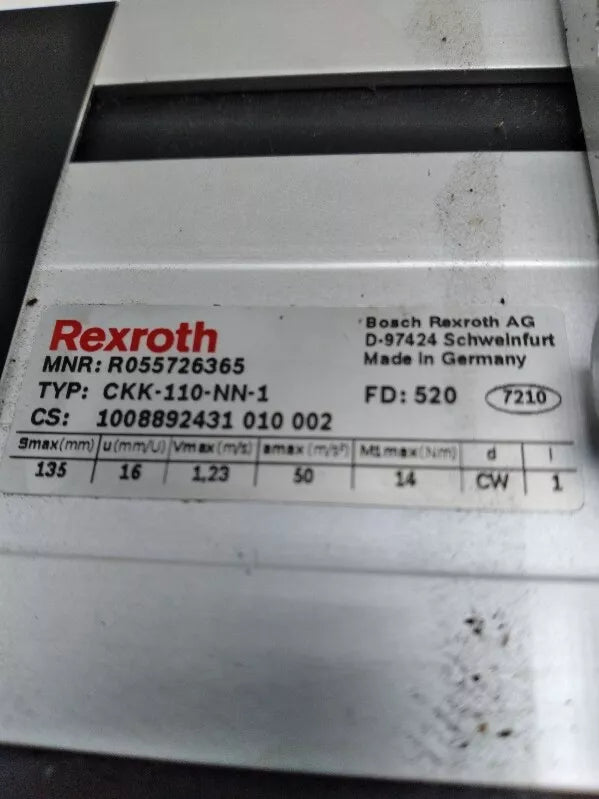 Rexroth
Bosch Rexroth AG
D-97424 Schweinfurt
Made in Germany
MNR: R055726365
TYP: CKK-110-NN-1
FD: 520 7210
CS: 1008892431 010 002
Smax(mm) u(mm/U) Vmax(m/s) amax(m/s²) M1max(Nm) d l
135 16 1,23 50 14 CW 1